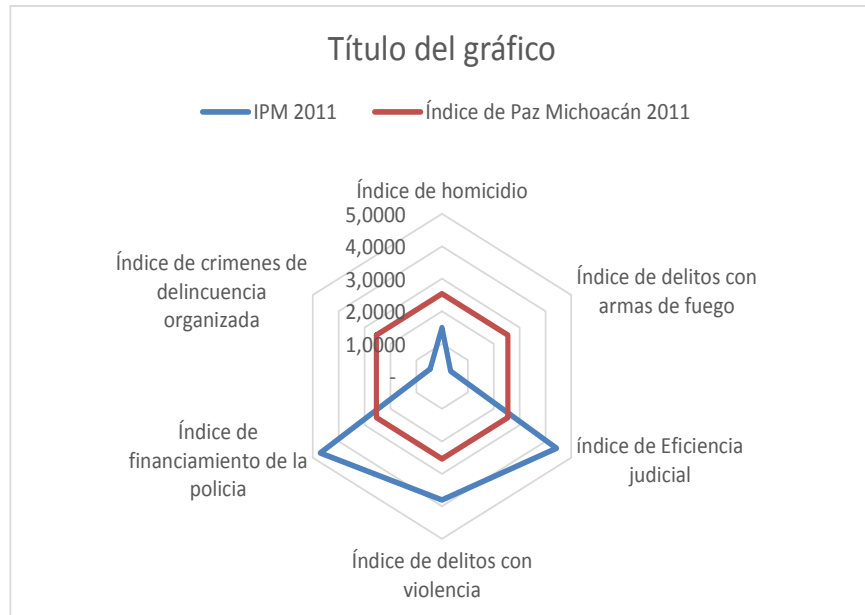 Título del gráfico
IPM 2011
Índice de Paz Michoacán 2011
Índice de homicidio
5,0000
4,0000
3,0000
2,0000
1,0000
-
Índice de delitos con
armas de fuego
índice de Eficiencia
judicial
Índice de delitos con
violencia
Índice de
financiamiento de la
policia
Índice de crimenes de
delincuencia
organizada